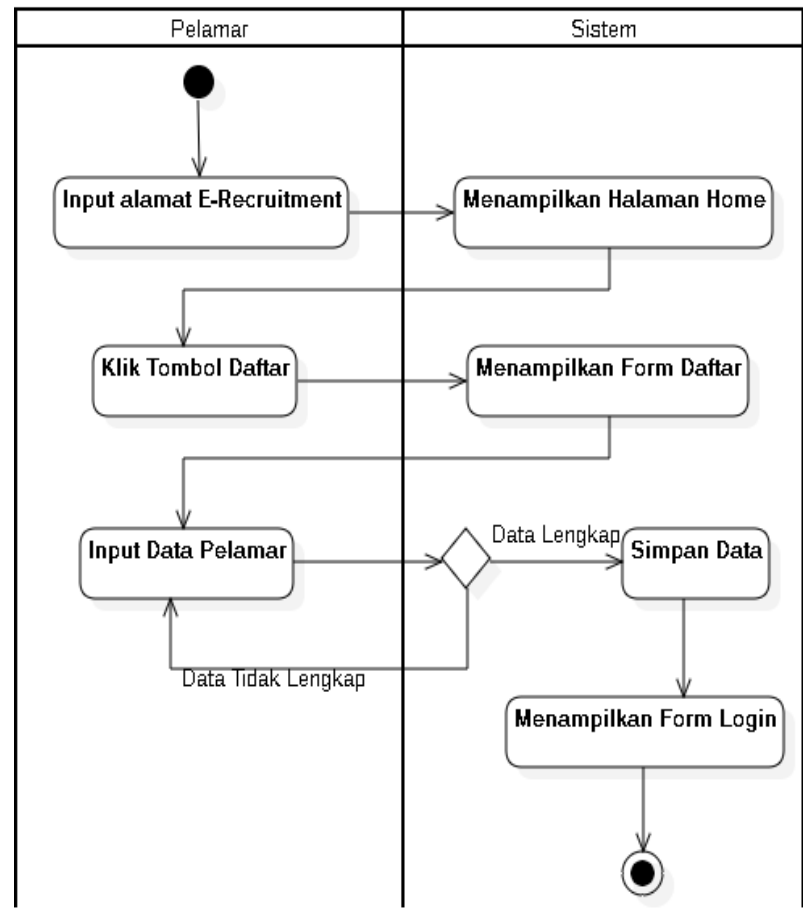 Pelamar
Sistem
Input alamat E-Recruitment
Menampilkan Halaman Home
Klik Tombol Daftar
Menampilkan Form Daftar
Input Data Pelamar
Data Lengkap
Simpan Data
Data Tidak Lengkap
Menampilkan Form Login